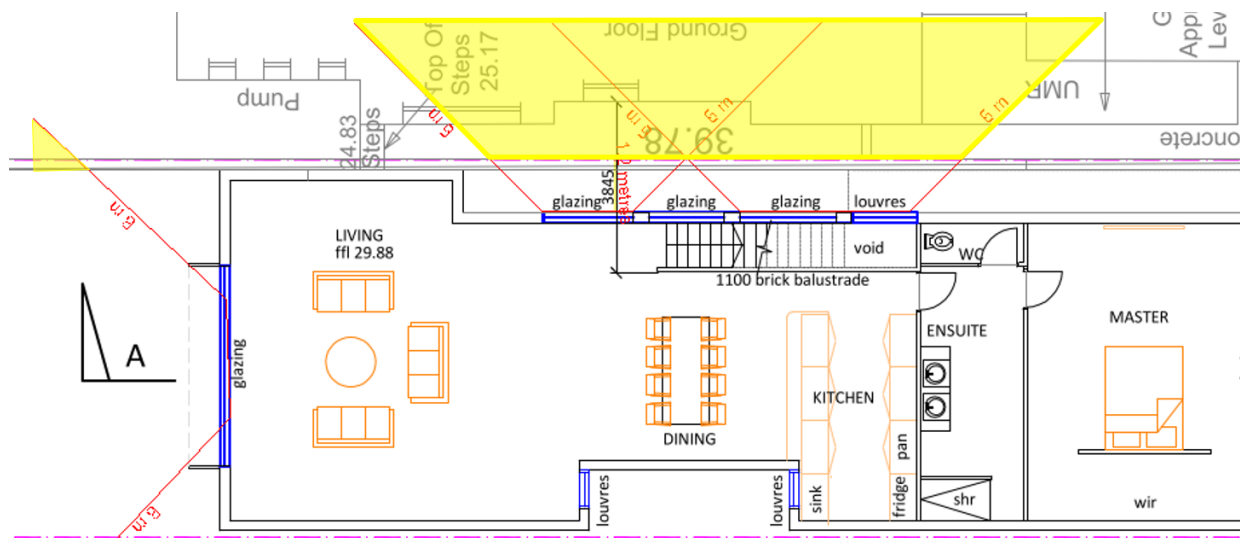 Ground Floor
Top Of
Steps
25.17
Pump
24.83
Steps
39.78
UMR
G
Appl
Lev
oncrete
6 m
6 m
6 m
6 m
3845
glazing
glazing
glazing
louvres
LIVING
ffl 29.88
void
WC
1100 brick balustrade
6 m
A
glazing
ENSUITE
MASTER
KITCHEN
DINING
pan
sink
fridge
louvres
louvres
shr
wir
6 m